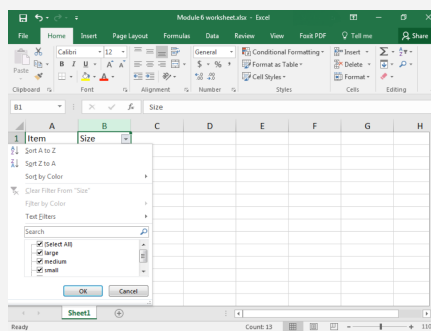 Module 6 worksheet.xlsx - Excel
File Home Insert Page Layout Formulas Data Review View Foxit PDF Tell me Share
Calibri 12 A A General Conditional Formatting Insert Σ
Paste B I U $ % , Format as Table Delete
A Cell Styles Format
Clipboard Font Alignment Number Styles Cells Editing
B1 fx Size
A B C D E F G H
1 Item Size
Sort A to Z
Sort Z to A
Sort by Color
Clear Filter From "Size"
Filter by Color
Text Filters
Search
(Select All)
large
medium
small
OK Cancel
Sheet1
Ready Count: 13